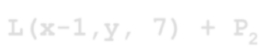 L(x-1,y, 7) + P₂